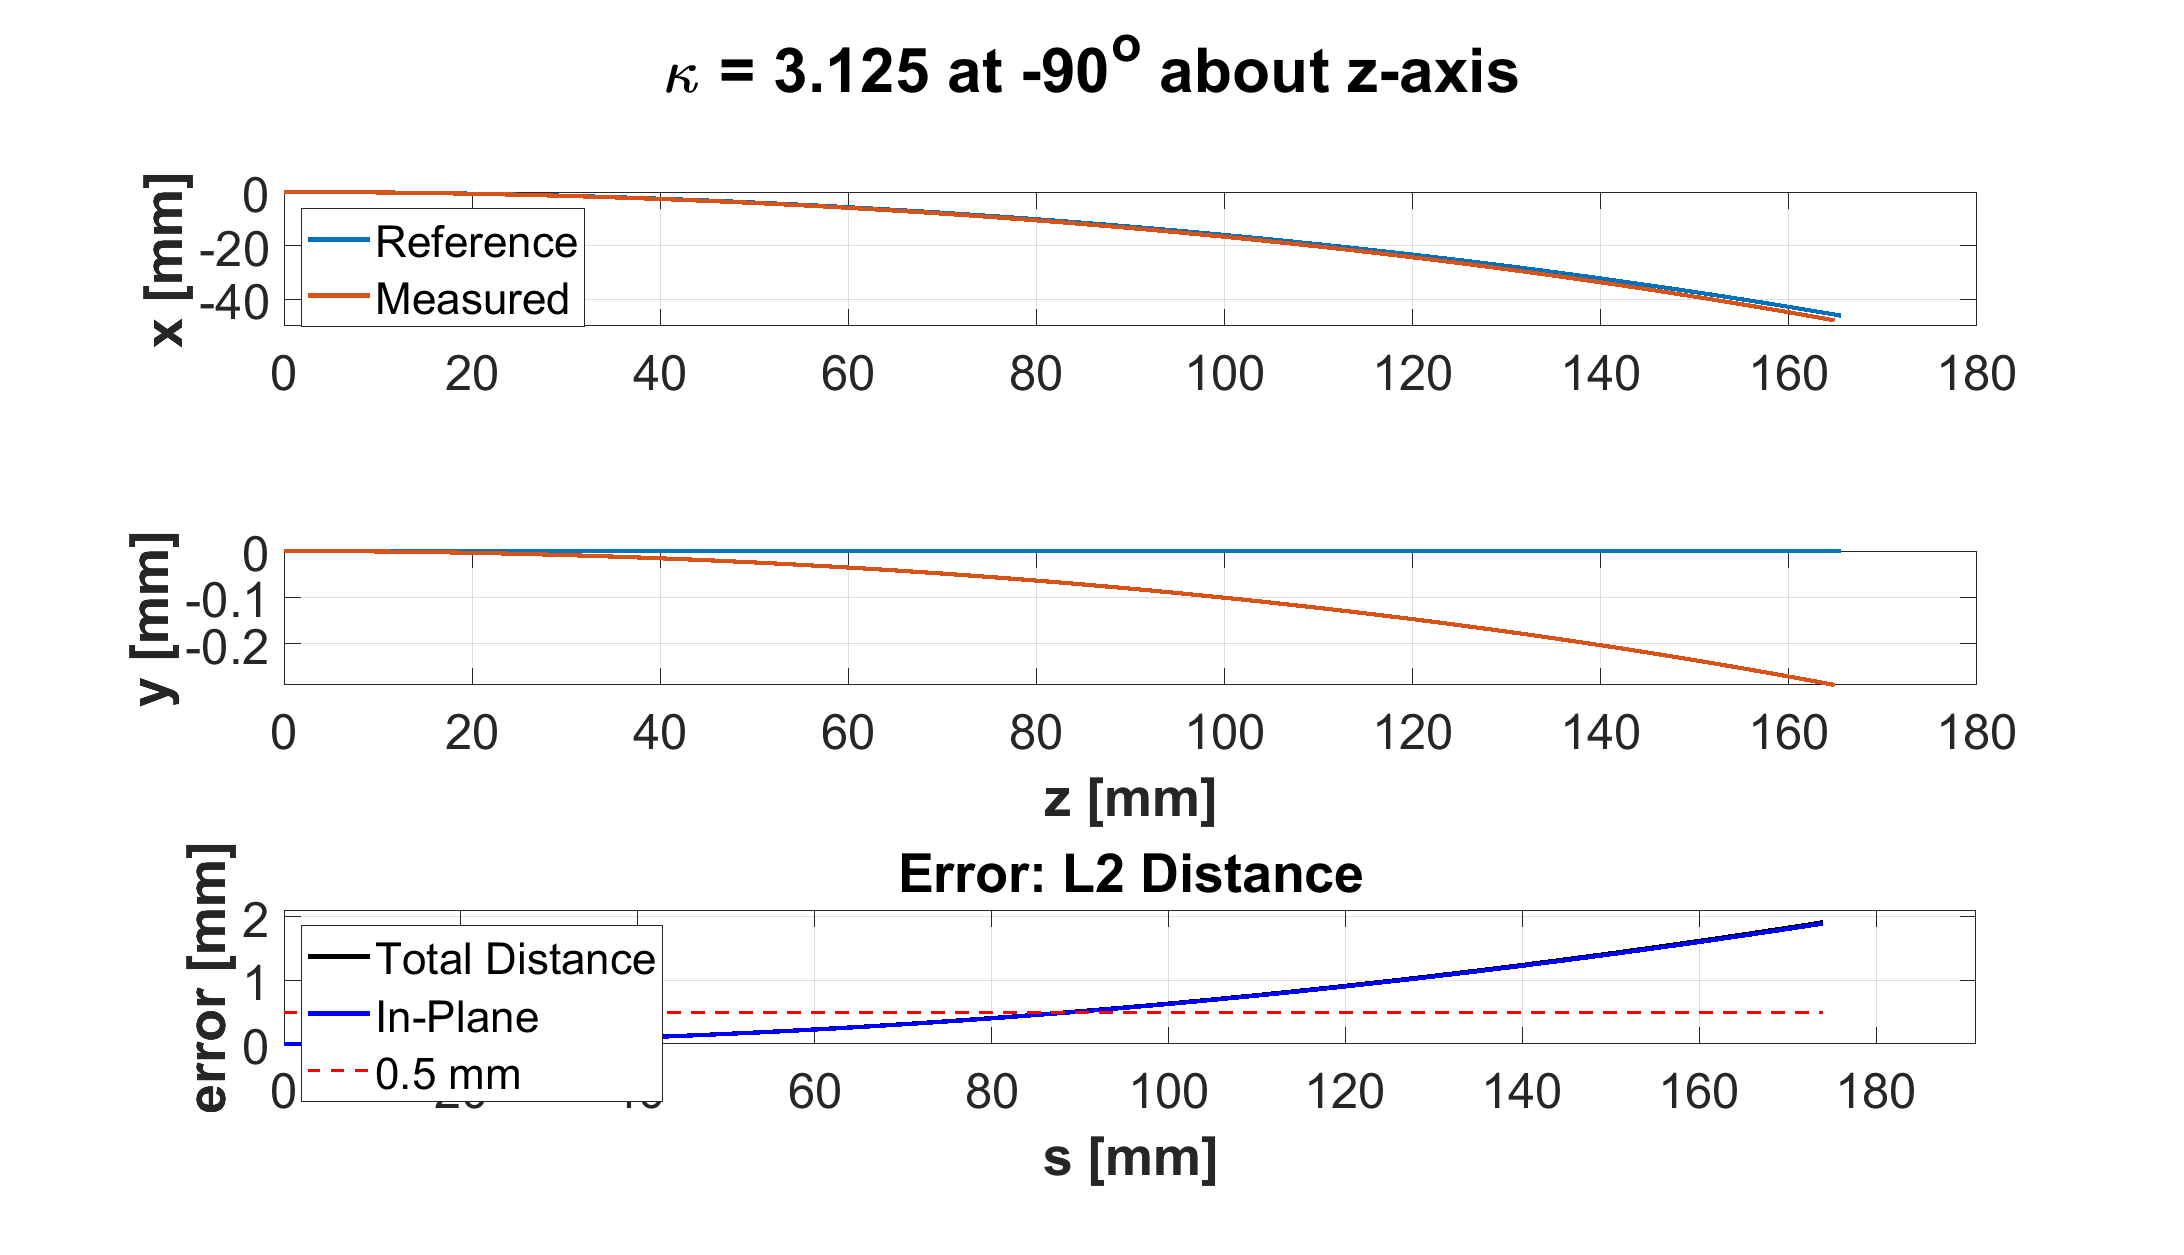 κ = 3.125 at -90° about z-axis
x [mm]
0
-20
-40
Reference
Measured
0 20 40 60 80 100 120 140 160 180
y [mm]
0
-0.1
-0.2
0 20 40 60 80 100 120 140 160 180
z [mm]
Error: L2 Distance
error [mm]
2
1
0
Total Distance
In-Plane
0.5 mm
0 20 40 60 80 100 120 140 160 180
s [mm]